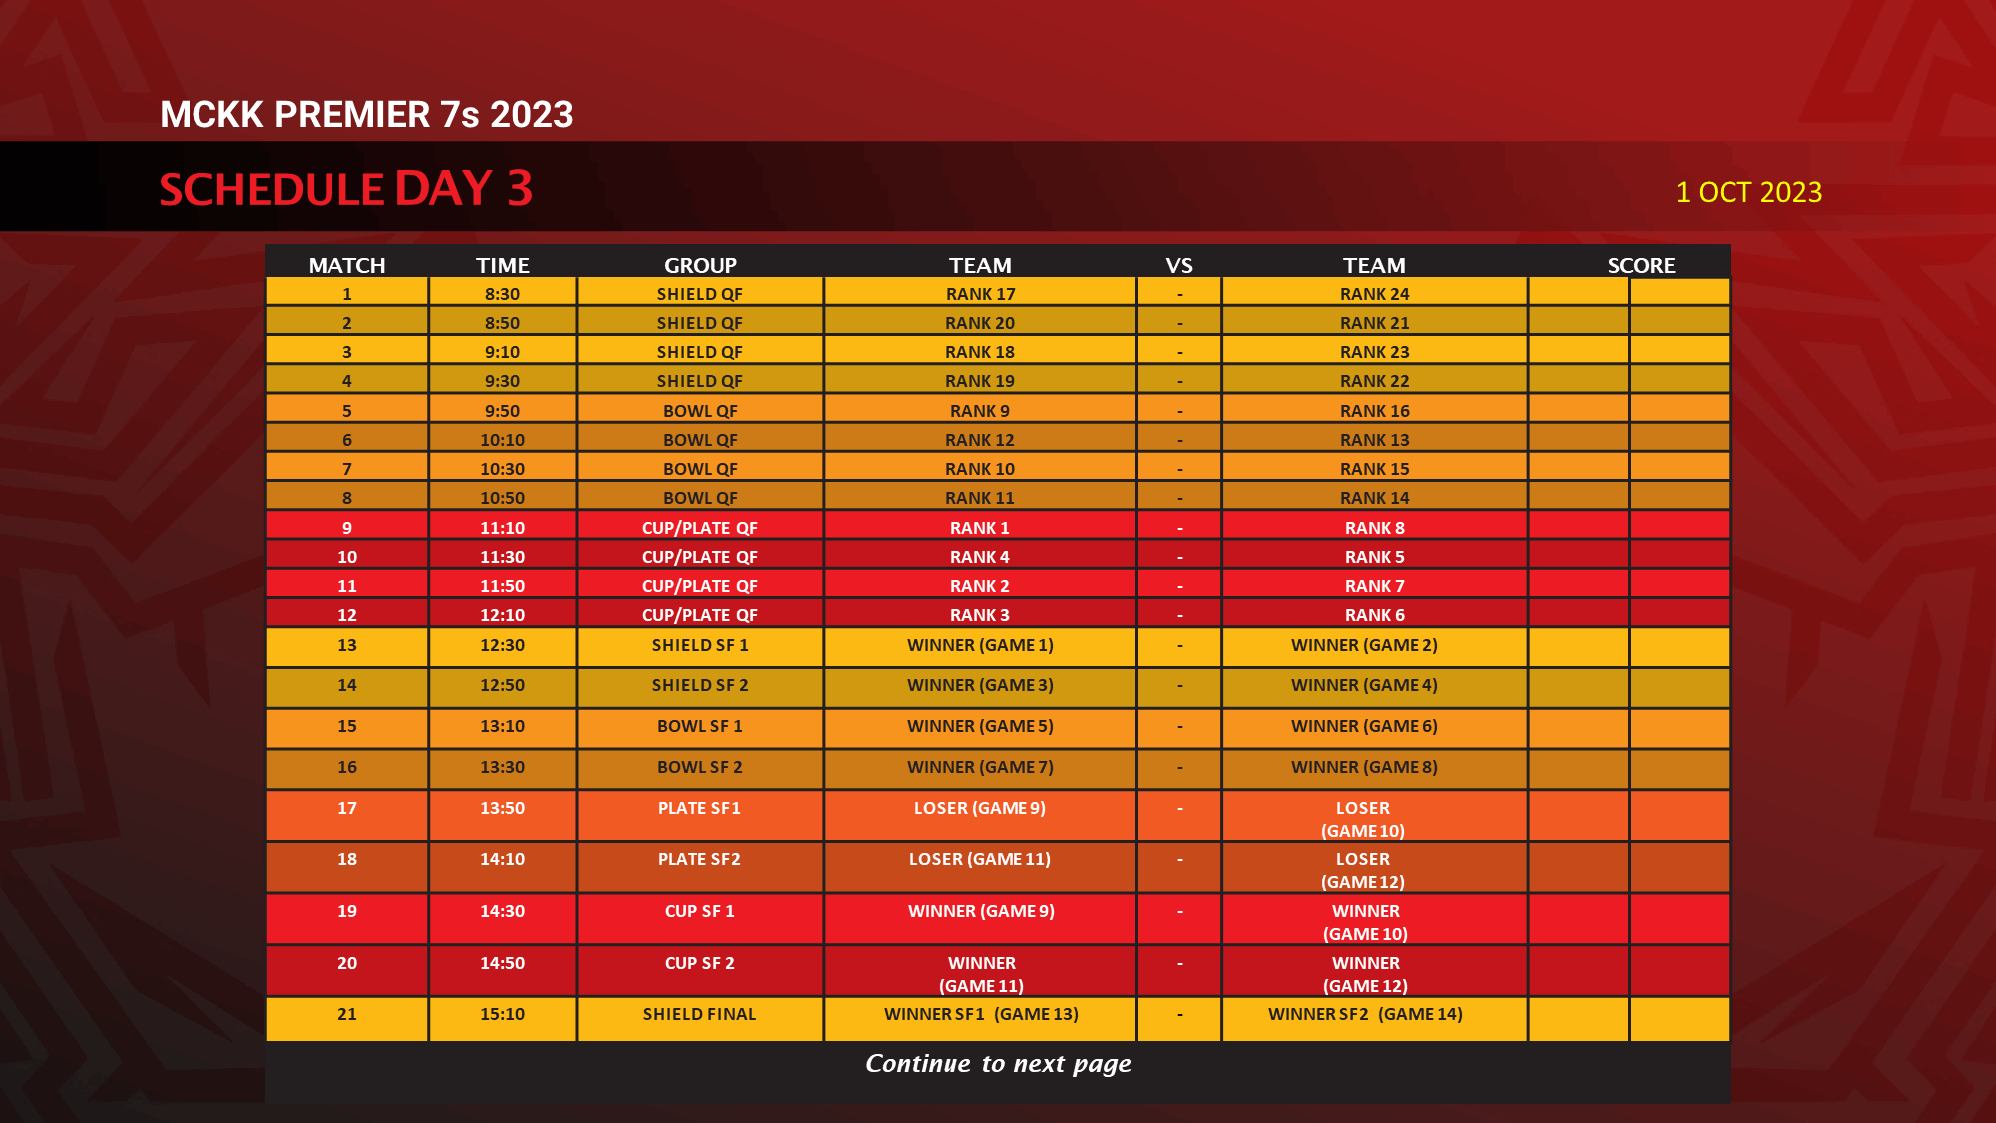 MCKK PREMIER 7s 2023
SCHEDULE DAY 3
1 OCT 2023
MATCH TIME GROUP TEAM VS TEAM SCORE
1 8:30 SHIELD QF RANK 17 - RANK 24
2 8:50 SHIELD QF RANK 20 - RANK 21
3 9:10 SHIELD QF RANK 18 - RANK 23
4 9:30 SHIELD QF RANK 19 - RANK 22
5 9:50 BOWL QF RANK 9 - RANK 16
6 10:10 BOWL QF RANK 12 - RANK 13
7 10:30 BOWL QF RANK 10 - RANK 15
8 10:50 BOWL QF RANK 11 - RANK 14
9 11:10 CUP/PLATE QF RANK 1 - RANK 8
10 11:30 CUP/PLATE QF RANK 4 - RANK 5
11 11:50 CUP/PLATE QF RANK 2 - RANK 7
12 12:10 CUP/PLATE QF RANK 3 - RANK 6
13 12:30 SHIELD SF 1 WINNER (GAME 1) - WINNER (GAME 2)
14 12:50 SHIELD SF 2 WINNER (GAME 3) - WINNER (GAME 4)
15 13:10 BOWL SF 1 WINNER (GAME 5) - WINNER (GAME 6)
16 13:30 BOWL SF 2 WINNER (GAME 7) - WINNER (GAME 8)
17 13:50 PLATE SF1 LOSER (GAME 9) - LOSER
(GAME 10)
18 14:10 PLATE SF2 LOSER (GAME 11) - LOSER
(GAME 12)
19 14:30 CUP SF 1 WINNER (GAME 9) - WINNER
(GAME 10)
20 14:50 CUP SF 2 WINNER - WINNER
(GAME 11) (GAME 12)
21 15:10 SHIELD FINAL WINNER SF1 (GAME 13) - WINNER SF2 (GAME 14)
Continue to next page